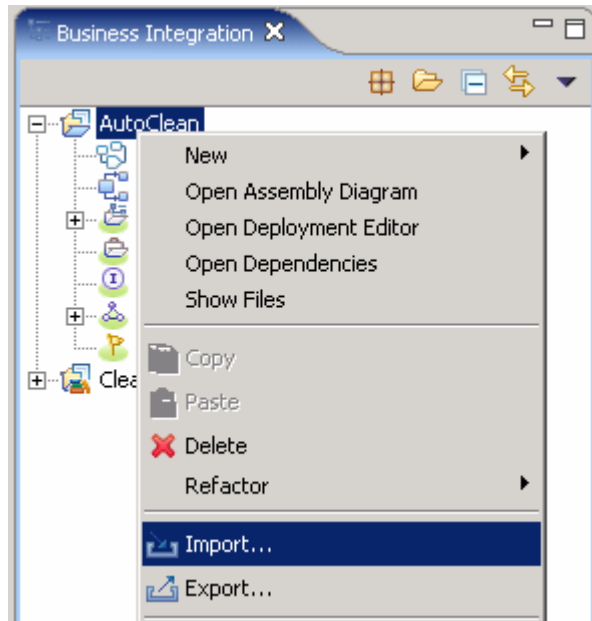 Business Integration
AutoClean
New
Open Assembly Diagram
Open Deployment Editor
Open Dependencies
Show Files
Copy
Paste
Clea
Delete
Refactor
Import...
Export...